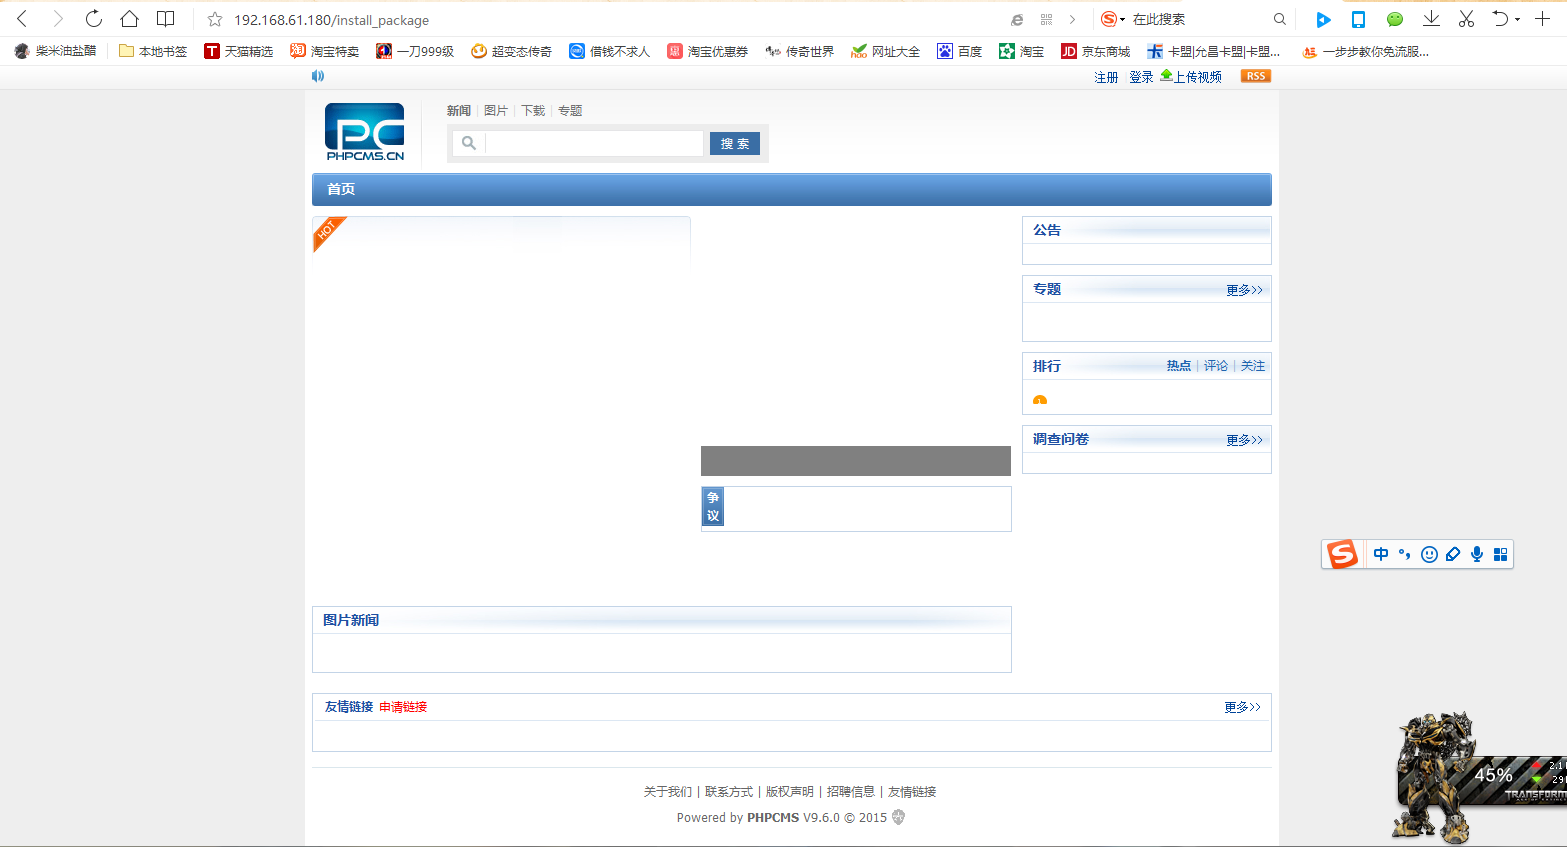 192.168.61.180/install_package 在此搜索
柴米油盐醋 本地书签 天猫精选 淘宝特卖 一刀999级 超变态传奇 借钱不求人 淘宝优惠券 传奇世界 网址大全 百度 淘宝 京东商城 卡盟|允昌卡盟|卡盟... 一步步教你免流服...
注册 登录 上传视频 RSS
新闻 图片 下载 专题
PC
PHPCMS.CN
搜 索
首页
HOT
公告
专题 更多>>
排行 热点 | 评论 | 关注
调查问卷 更多>>
争议
中
图片新闻
友情链接 申请链接 更多>>
关于我们 | 联系方式 | 版权声明 | 招聘信息 | 友情链接
Powered by PHPCMS V9.6.0 © 2015
45%